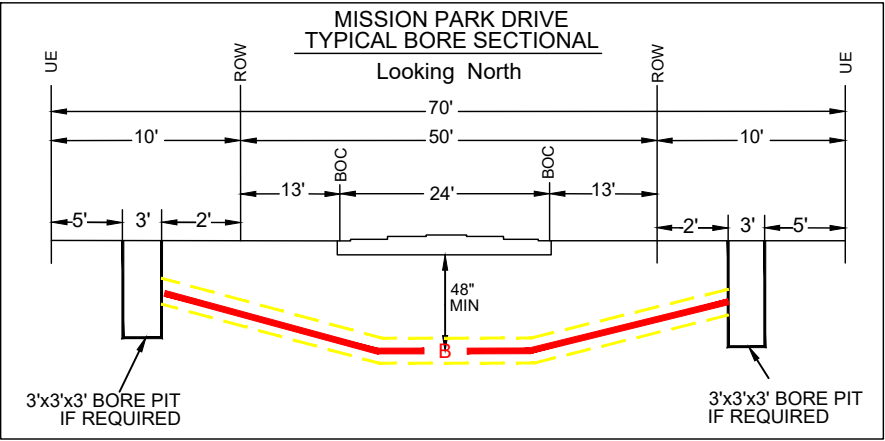 MISSION PARK DRIVE
TYPICAL BORE SECTIONAL
Looking North
UE
ROW
ROW
UE
70'
10'
50'
10'
BOC
BOC
13'
24'
13'
5'
3'
2'
2'
3'
5'
48"
MIN
B
3'x3'x3' BORE PIT
IF REQUIRED
3'x3'x3' BORE PIT
IF REQUIRED